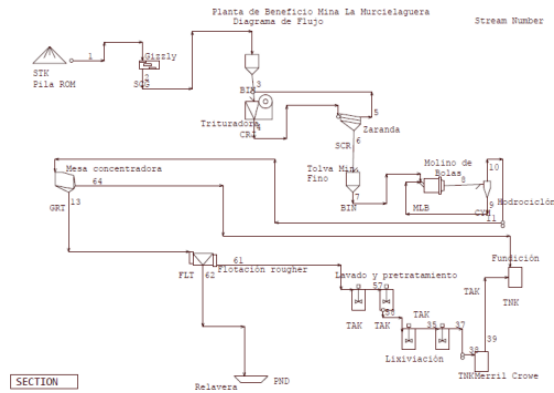 Planta de Beneficio Mina La Murcielaguera
Diagrama de Flujo
Stream Number
1
Gizzly
STK
Pila ROM
2
SCG
3
BIN
Trituradora
4
CRS
5
Zaranda
6
SCR
Tolva Min
Fino
7
BIN
Molino de
Bolas
8
MLB
10
9
CYC
11
Hodrociclón
Mesa concentradora
64
GRT
13
FLT
62
Flotación rougher
61
Lavado y pretratamiento
57
TAK
TAK
TAK
35
37
Lixiviación
38
TNK
Merril Crowe
39
TAK
TNK
Fundición
Relavera
PND
SECTION